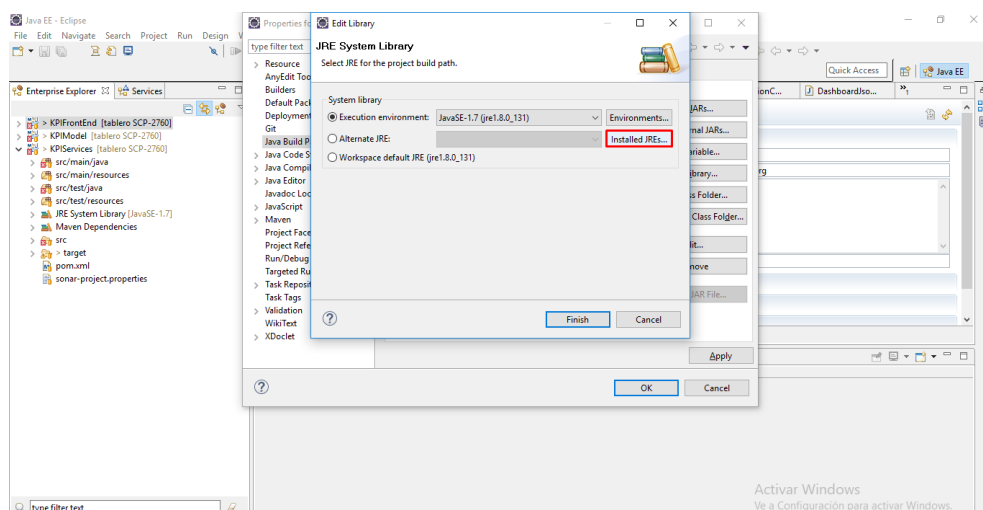 Java EE - Eclipse
File Edit Navigate Search Project Run Design
Quick Access
Java EE
Enterprise Explorer
Services
> KPIFrontEnd [tablero SCP-2760]
> KPIModel [tablero SCP-2760]
> KPIServices [tablero SCP-2760]
src/main/java
src/main/resources
src/test/java
src/test/resources
JRE System Library [JavaSE-1.7]
Maven Dependencies
src
> target
pom.xml
sonar-project.properties
type filter text
Properties fo
type filter text
Resource
AnyEdit Too
Builders
Default Pack
Deployment
Git
Java Build P
Java Code S
Java Compil
Java Editor
Javadoc Loc
JavaScript
Maven
Project Face
Project Refe
Run/Debug
Targeted Ru
Task Reposit
Task Tags
Validation
WikiText
XDoclet
Edit Library
JRE System Library
Select JRE for the project build path.
System library
Execution environment: JavaSE-1.7 (jre1.8.0_131) Environments...
Alternate JRE: Installed JREs...
Workspace default JRE (jre1.8.0_131)
Finish Cancel
JARs...
nal JARs...
ariable...
ibrary...
ss Folder...
Class Folder...
lit...
nove
JAR File...
Apply
OK Cancel
ionC...
DashboardJso...
»1
rg
Activar Windows
Ve a Configuración para activar Windows.